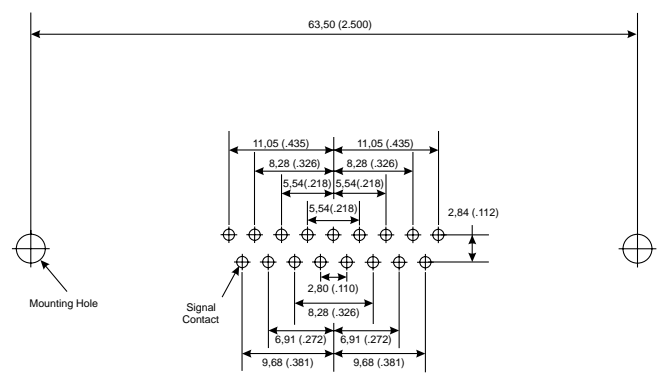 63,50 (2.500)
11,05 (.435) 11,05 (.435)
8,28 (.326) 8,28 (.326)
5,54(.218) 5,54(.218)
5,54(.218)
2,84 (.112)
2,80 (.110)
Mounting Hole
Signal
Contact
8,28 (.326)
6,91 (.272) 6,91 (.272)
9,68 (.381) 9,68 (.381)